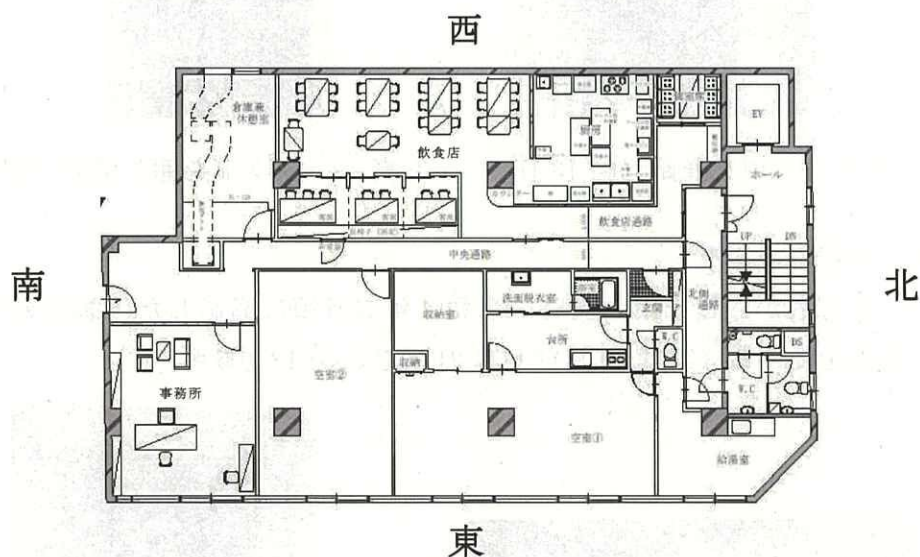 西
倉庫兼
休憩室
飲食店
厨房
EV
ホール
飲食店通路
UP
DN
南
中央通路
北
北側
通路
収納室
洗面脱衣室
浴室
玄関
台所
W.C
収納
DS
W.C
事務所
空室②
空室①
給湯室
東